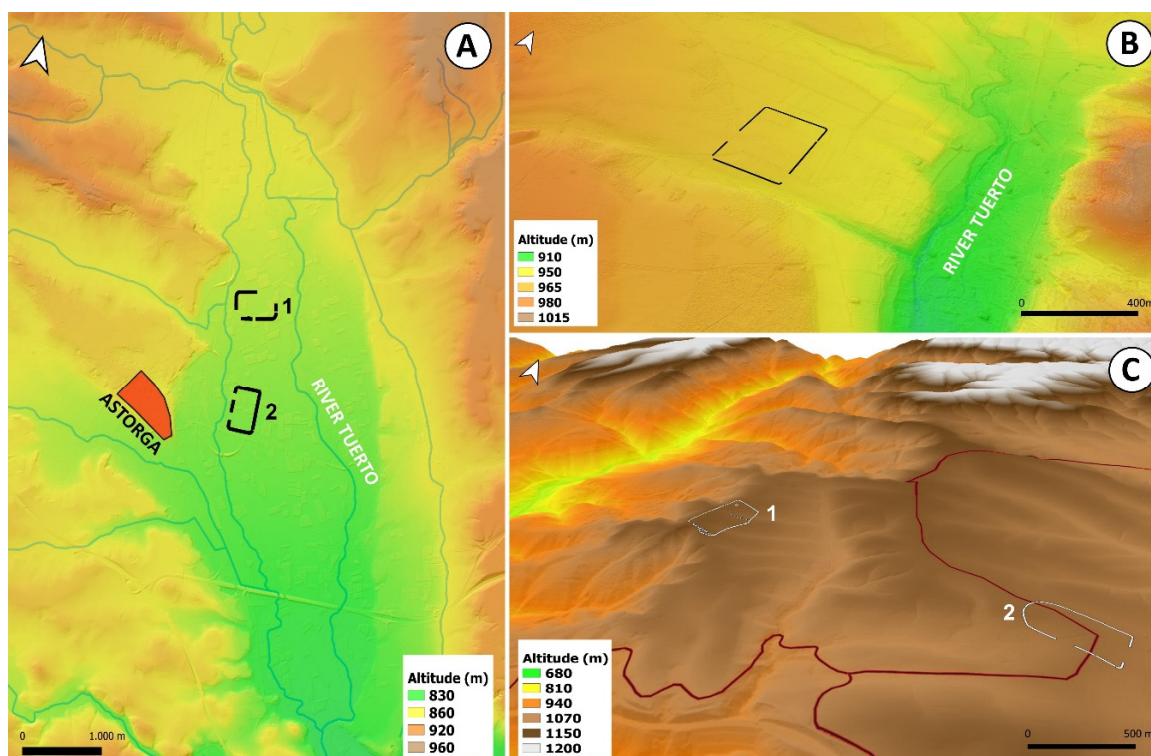 A
1
2
ASTORGA
RIVER TUERTO
Altitude (m)
830
860
920
960
0 1.000 m
B
RIVER TUERTO
Altitude (m)
910
950
965
980
1015
0 400m
C
1
2
Altitude (m)
680
810
940
1070
1150
1200
0 500 m